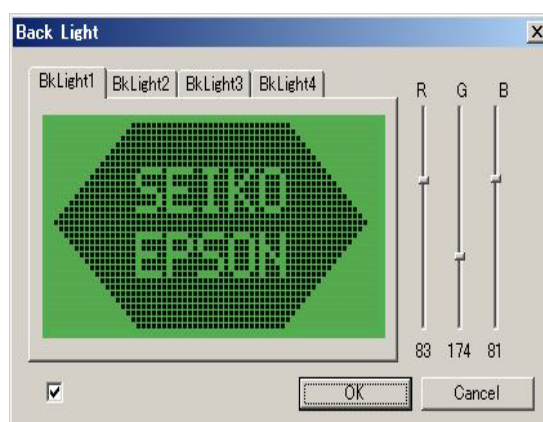 Back Light
X
BkLight1 BkLight2 BkLight3 BkLight4
R G B
SEIKO
EPSON
83 174 81
OK Cancel